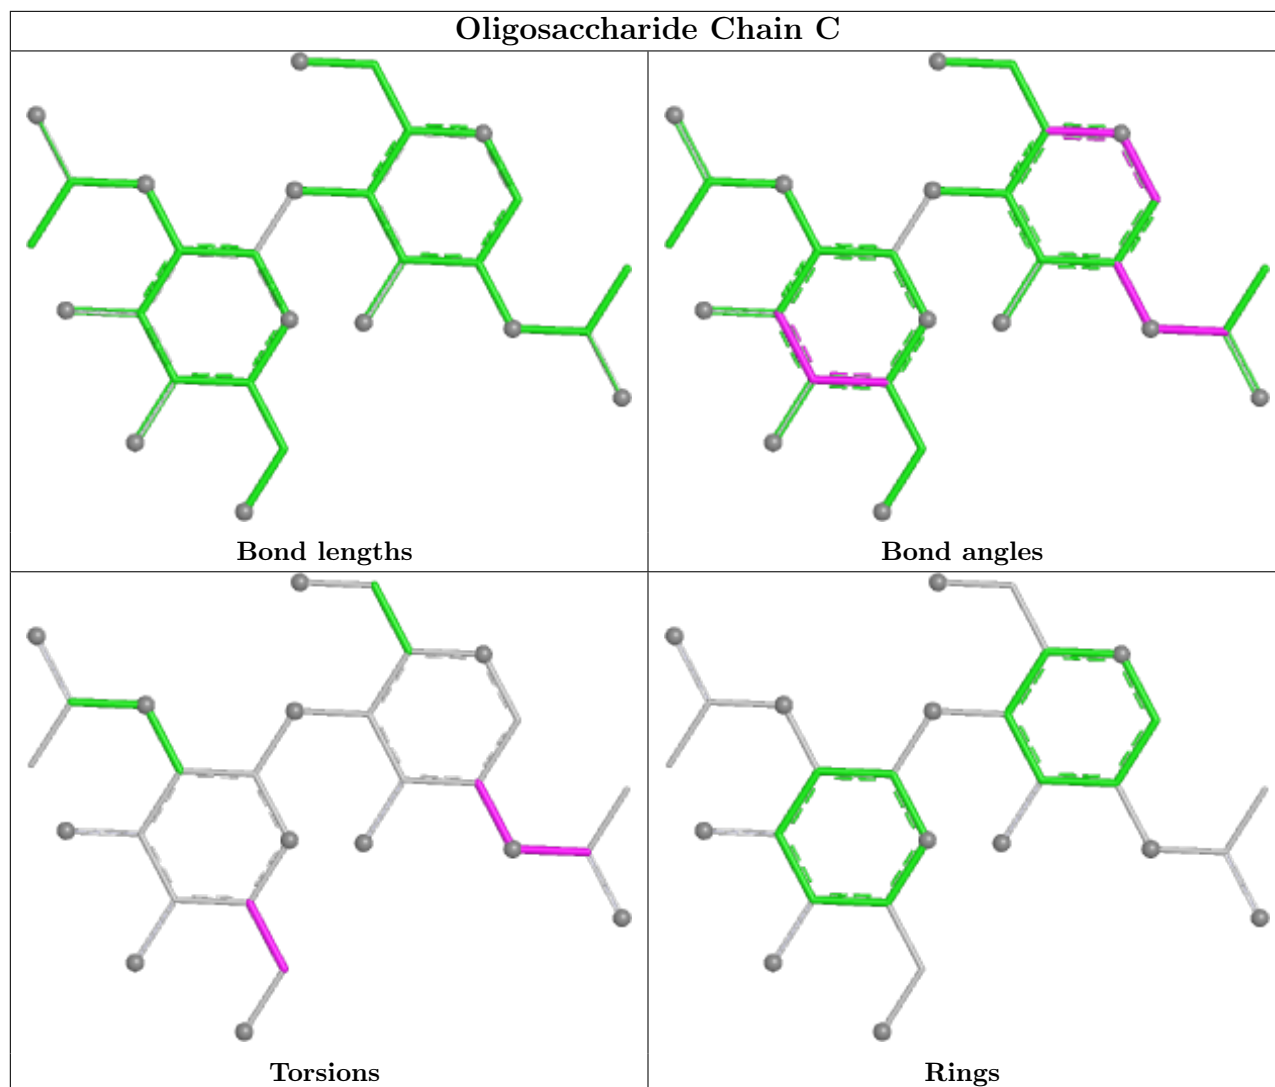 Oligosaccharide Chain C
Bond lengths
Bond angles
Torsions
Rings